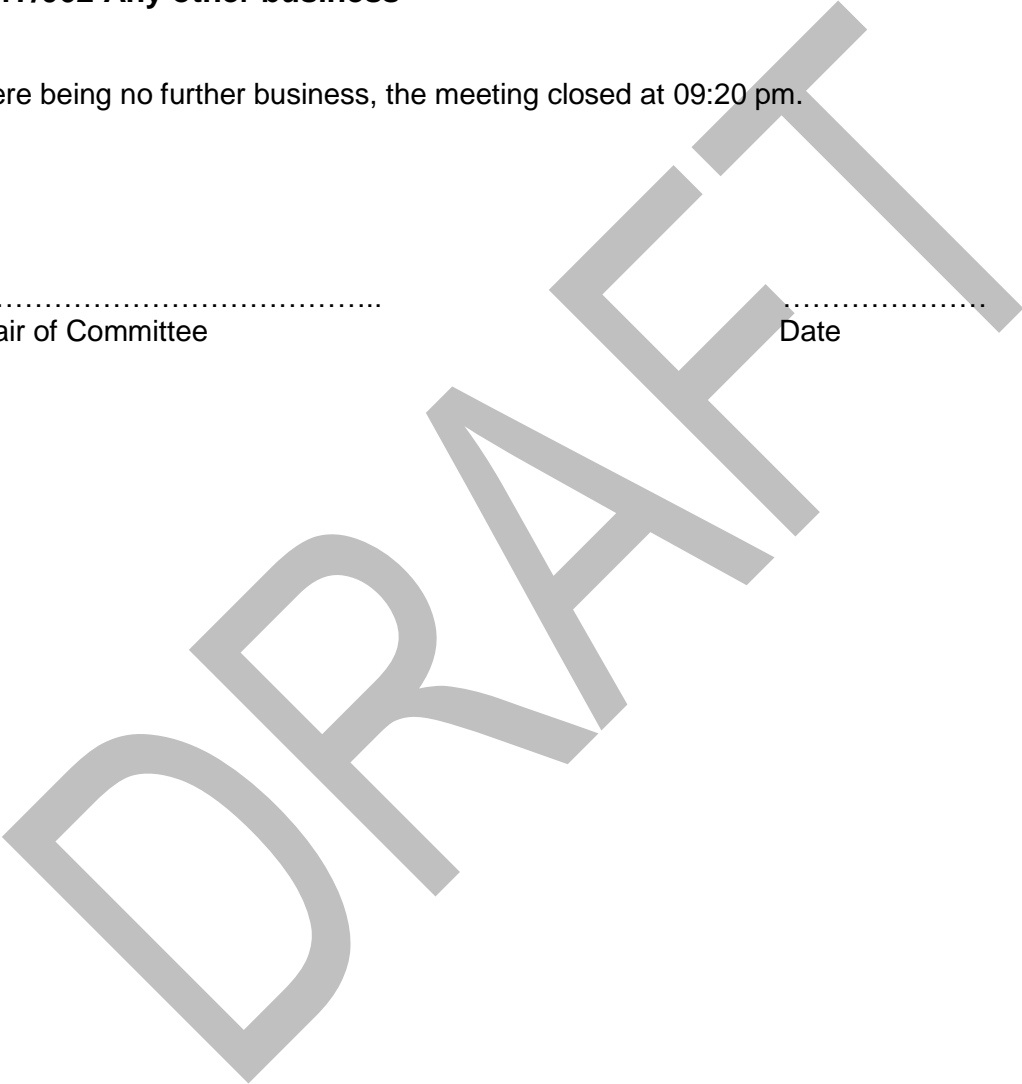 Any other business
ere being no further business, the meeting closed at 09:20 pm.
………………………………….. …………………
air of Committee Date
DRAFT